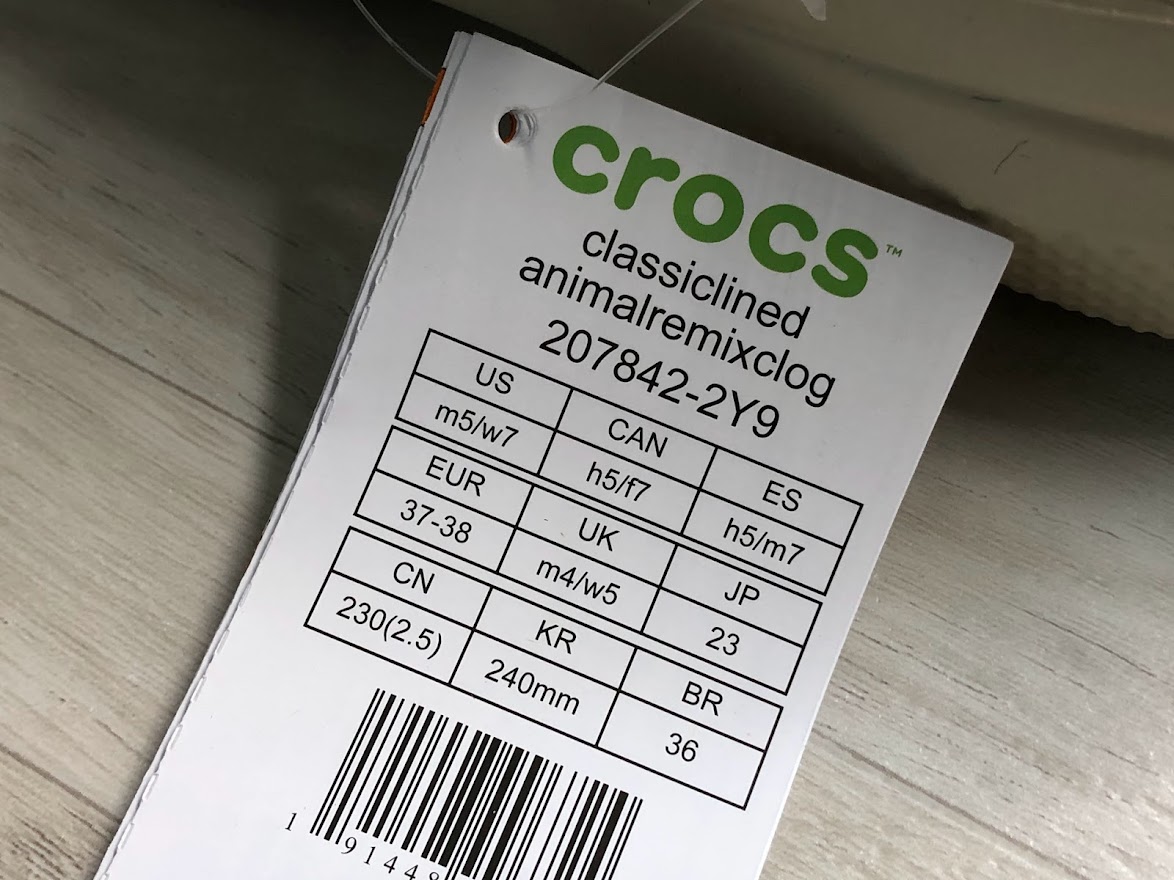 crocs™
classiclined
animalremixclog
207842-2Y9
US CAN ES
m5/w7 h5/f7 h5/m7
EUR UK JP
37-38 m4/w5 23
CN KR BR
230(2.5) 240mm 36
1 91448